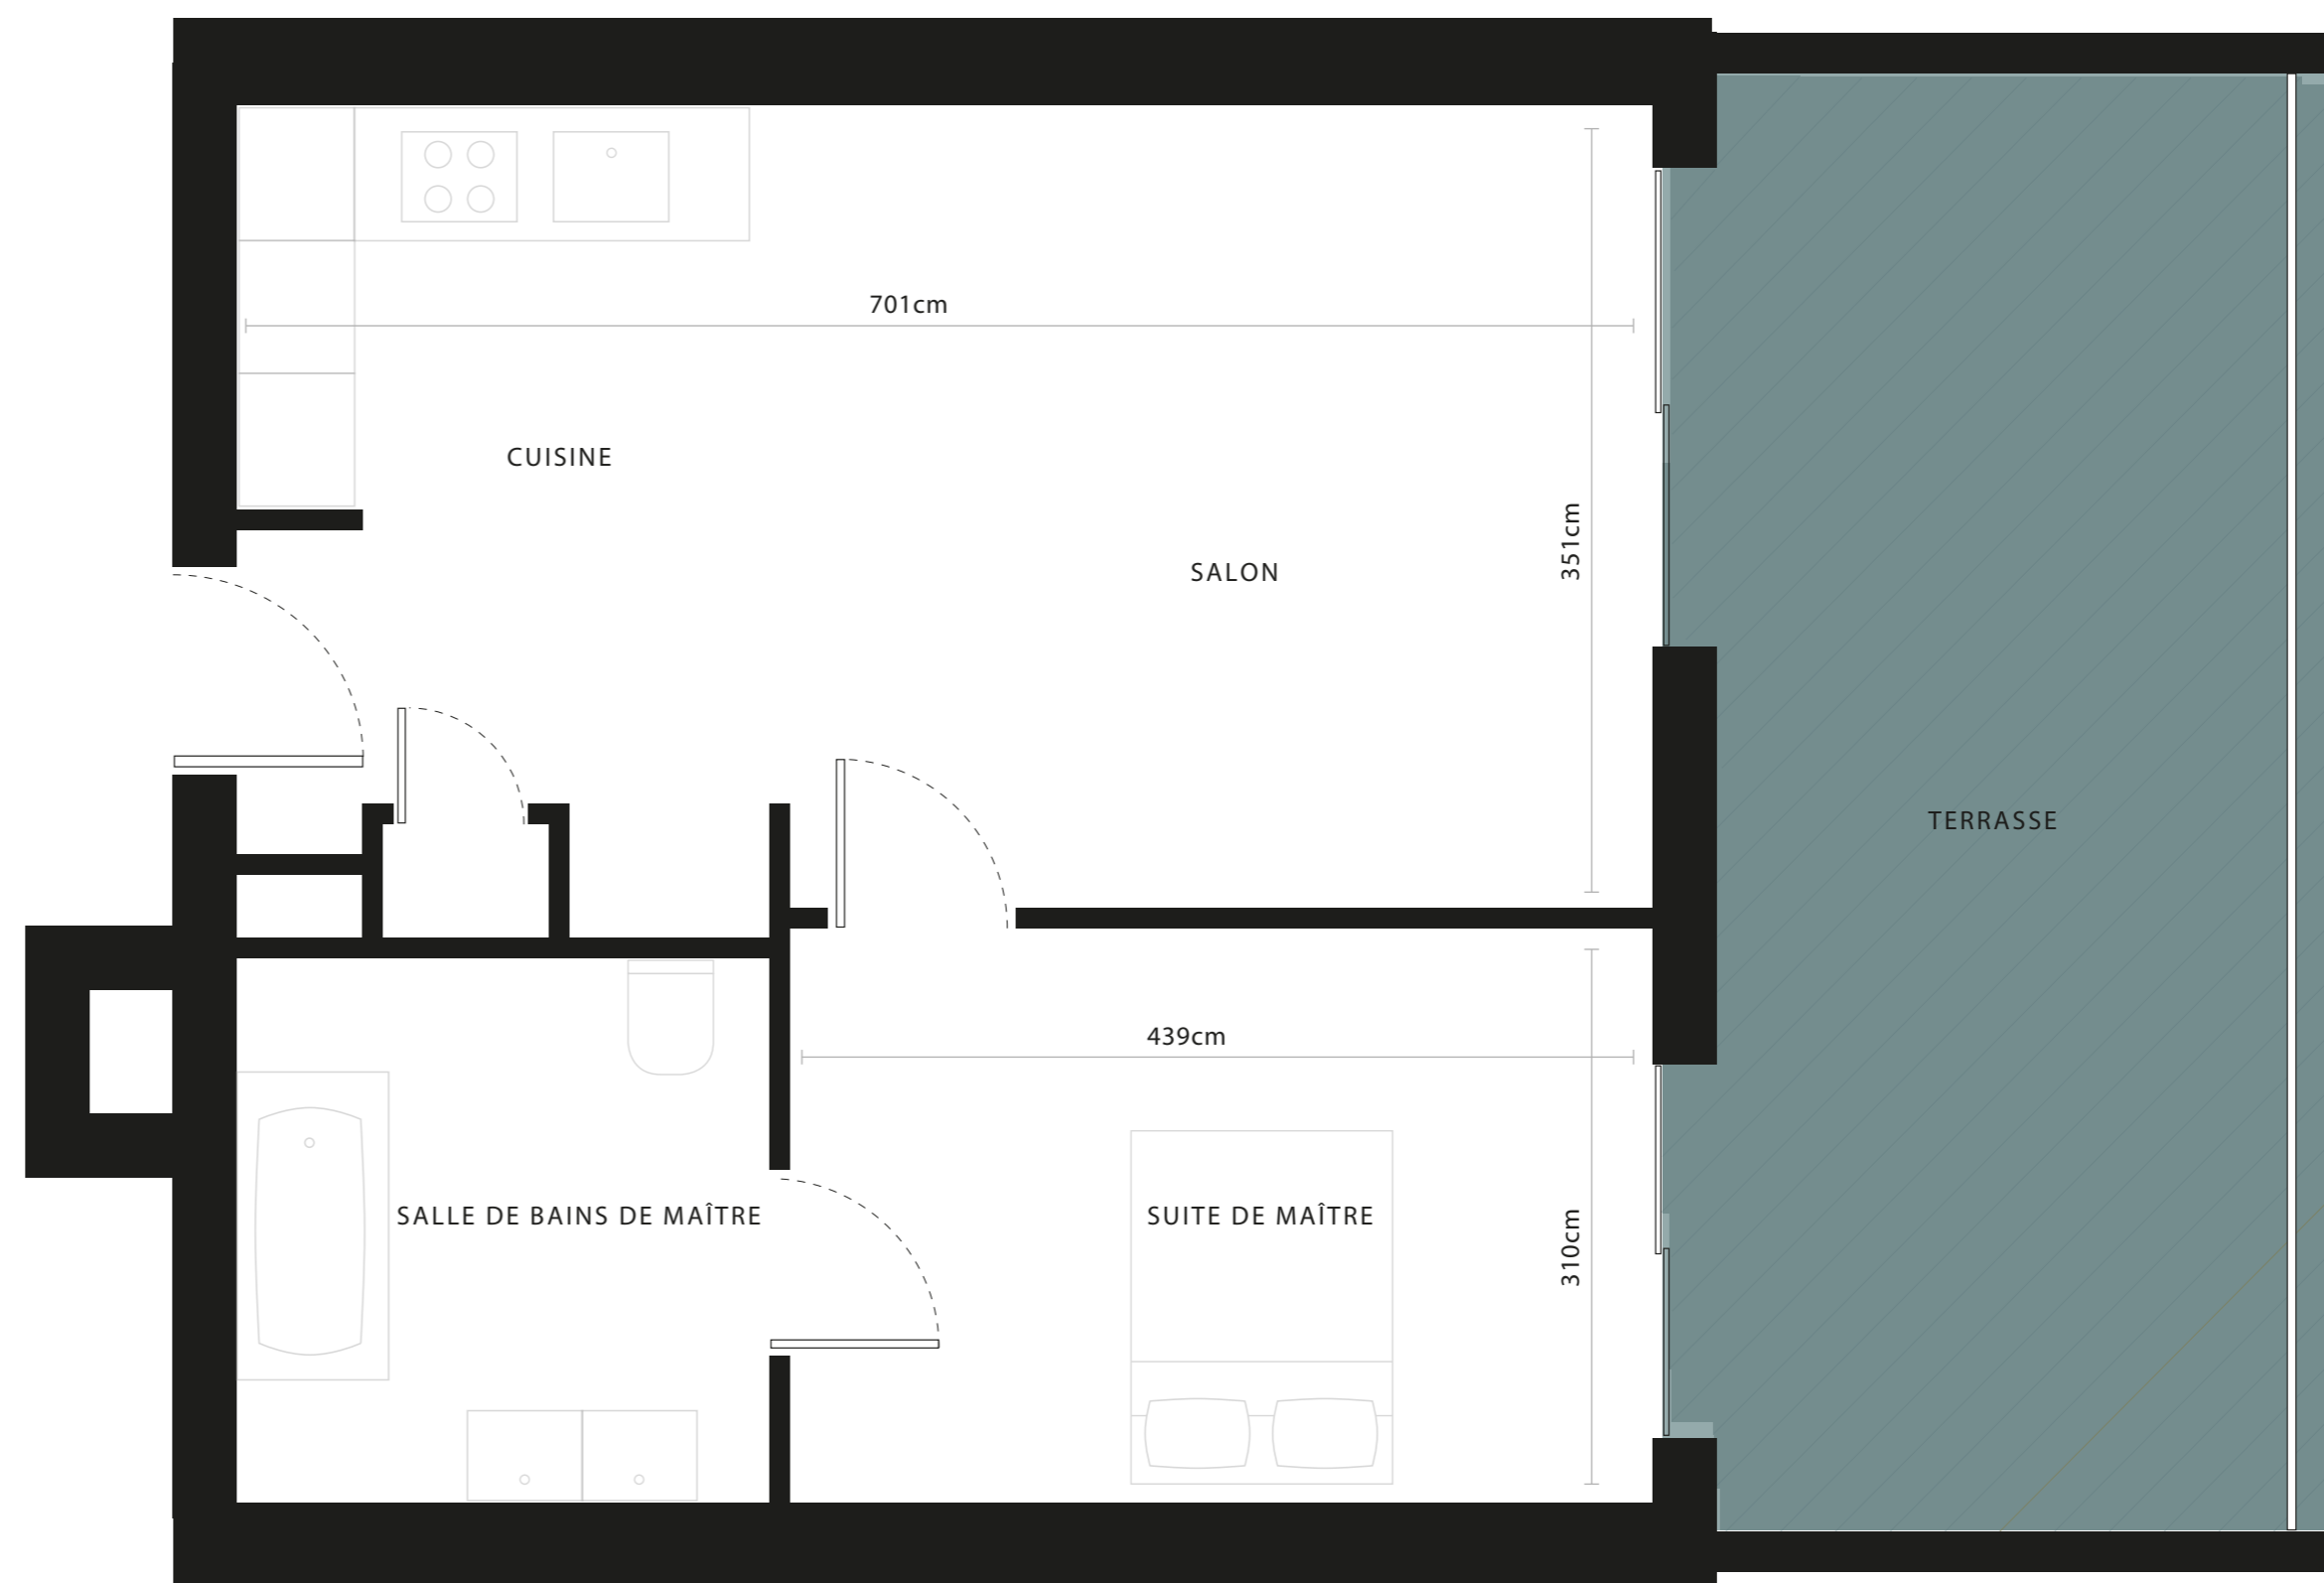 701cm
CUISINE
351cm
SALON
TERRASSE
439cm
SALLE DE BAINS DE MAÎTRE
SUITE DE MAÎTRE
310cm